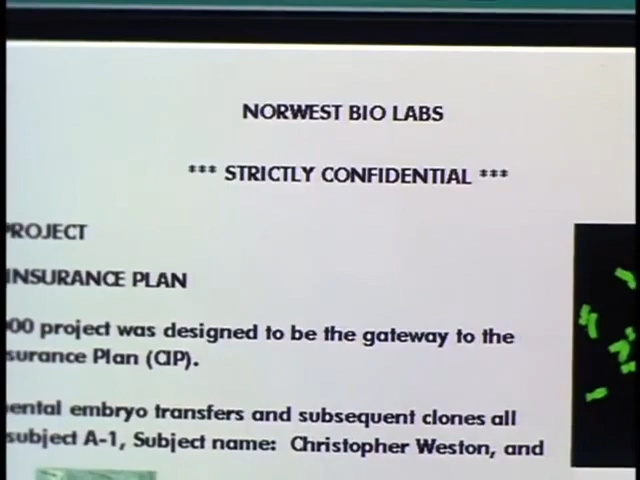 NORWEST BIO LABS
*** STRICTLY CONFIDENTIAL ***
PROJECT
INSURANCE PLAN
00 project was designed to be the gateway to the
surance Plan (CIP).
ental embryo transfers and subsequent clones all
subject A-1, Subject name: Christopher Weston, and